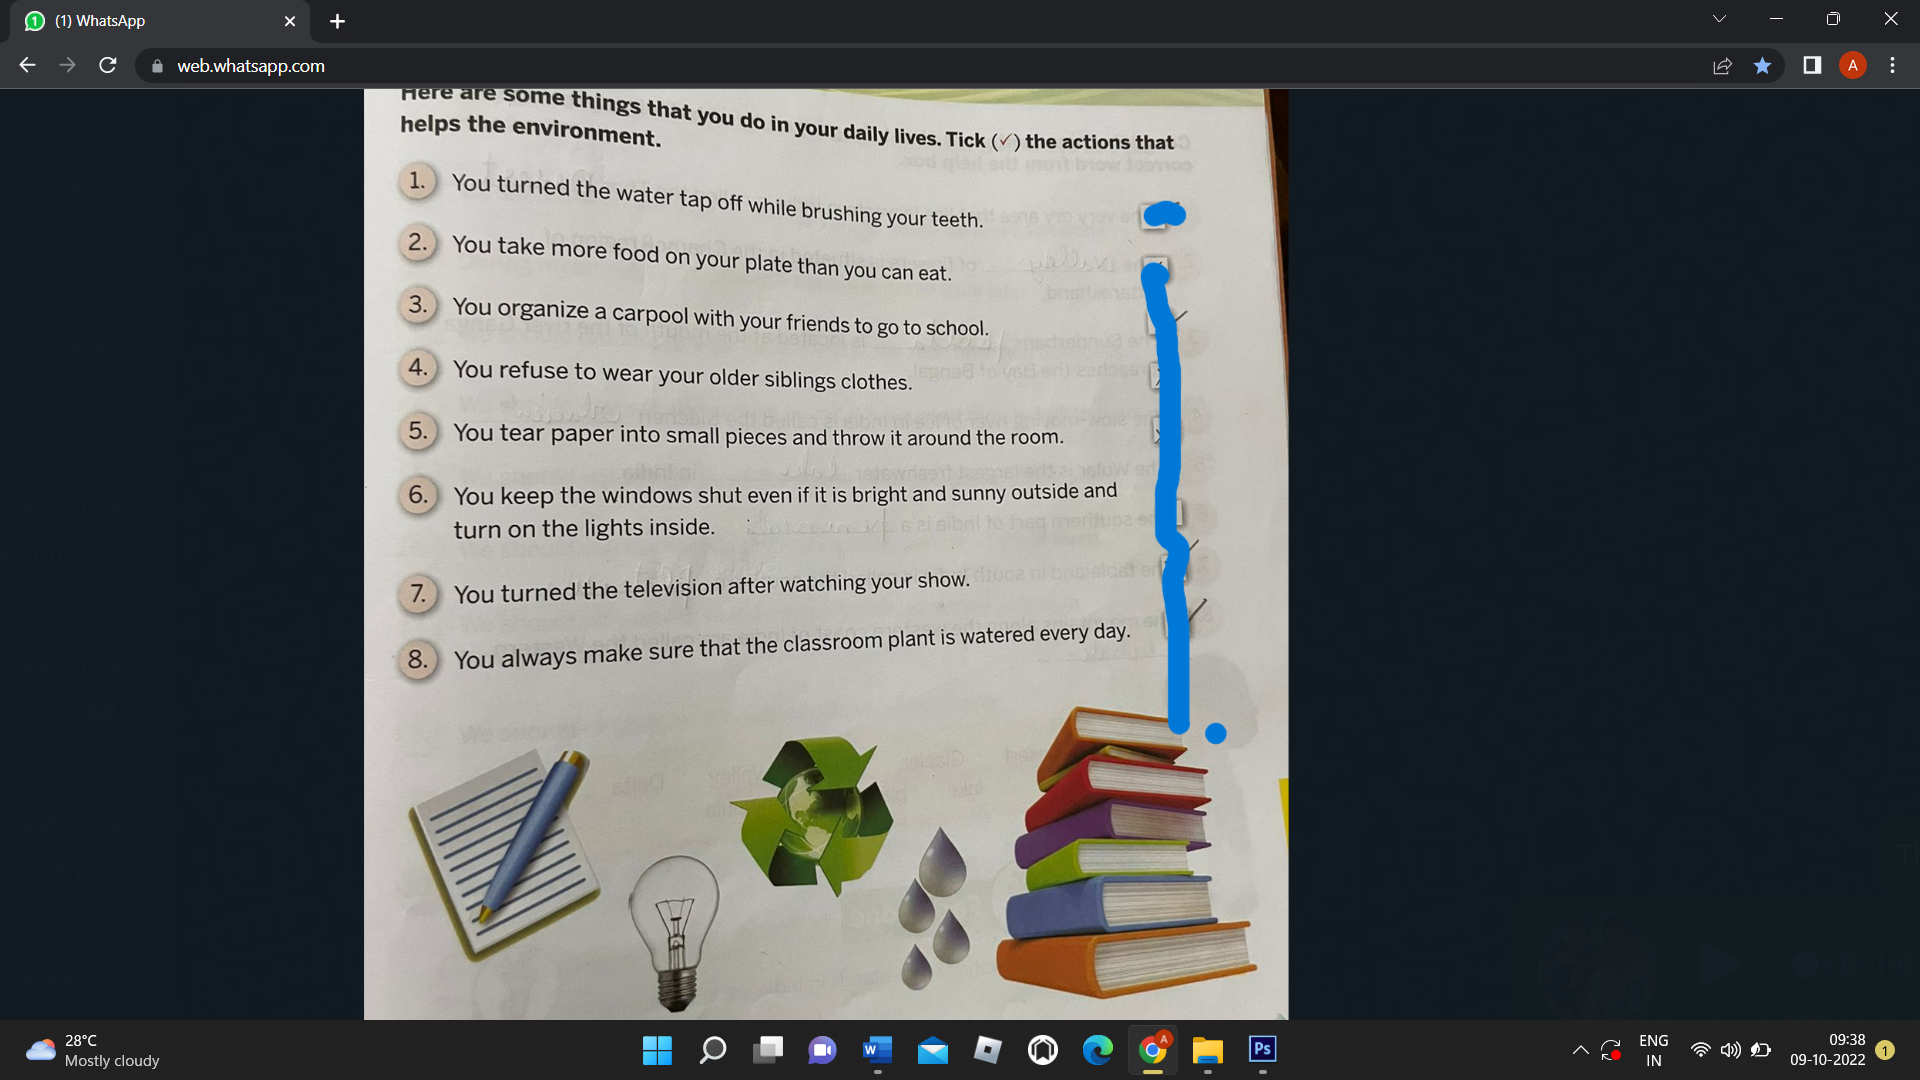 (1) WhatsApp
web.whatsapp.com
A
Here are some things that you do in your daily lives. Tick (✓) the actions that
helps the environment.
1. You turned the water tap off while brushing your teeth.
2. You take more food on your plate than you can eat.
3. You organize a carpool with your friends to go to school.
4. You refuse to wear your older siblings clothes.
5. You tear paper into small pieces and throw it around the room.
6. You keep the windows shut even if it is bright and sunny outside and
turn on the lights inside.
7. You turned the television after watching your show.
8. You always make sure that the classroom plant is watered every day.
28°C
Mostly cloudy
W
A
Ps
ENG
IN
09:38
09-10-2022
1